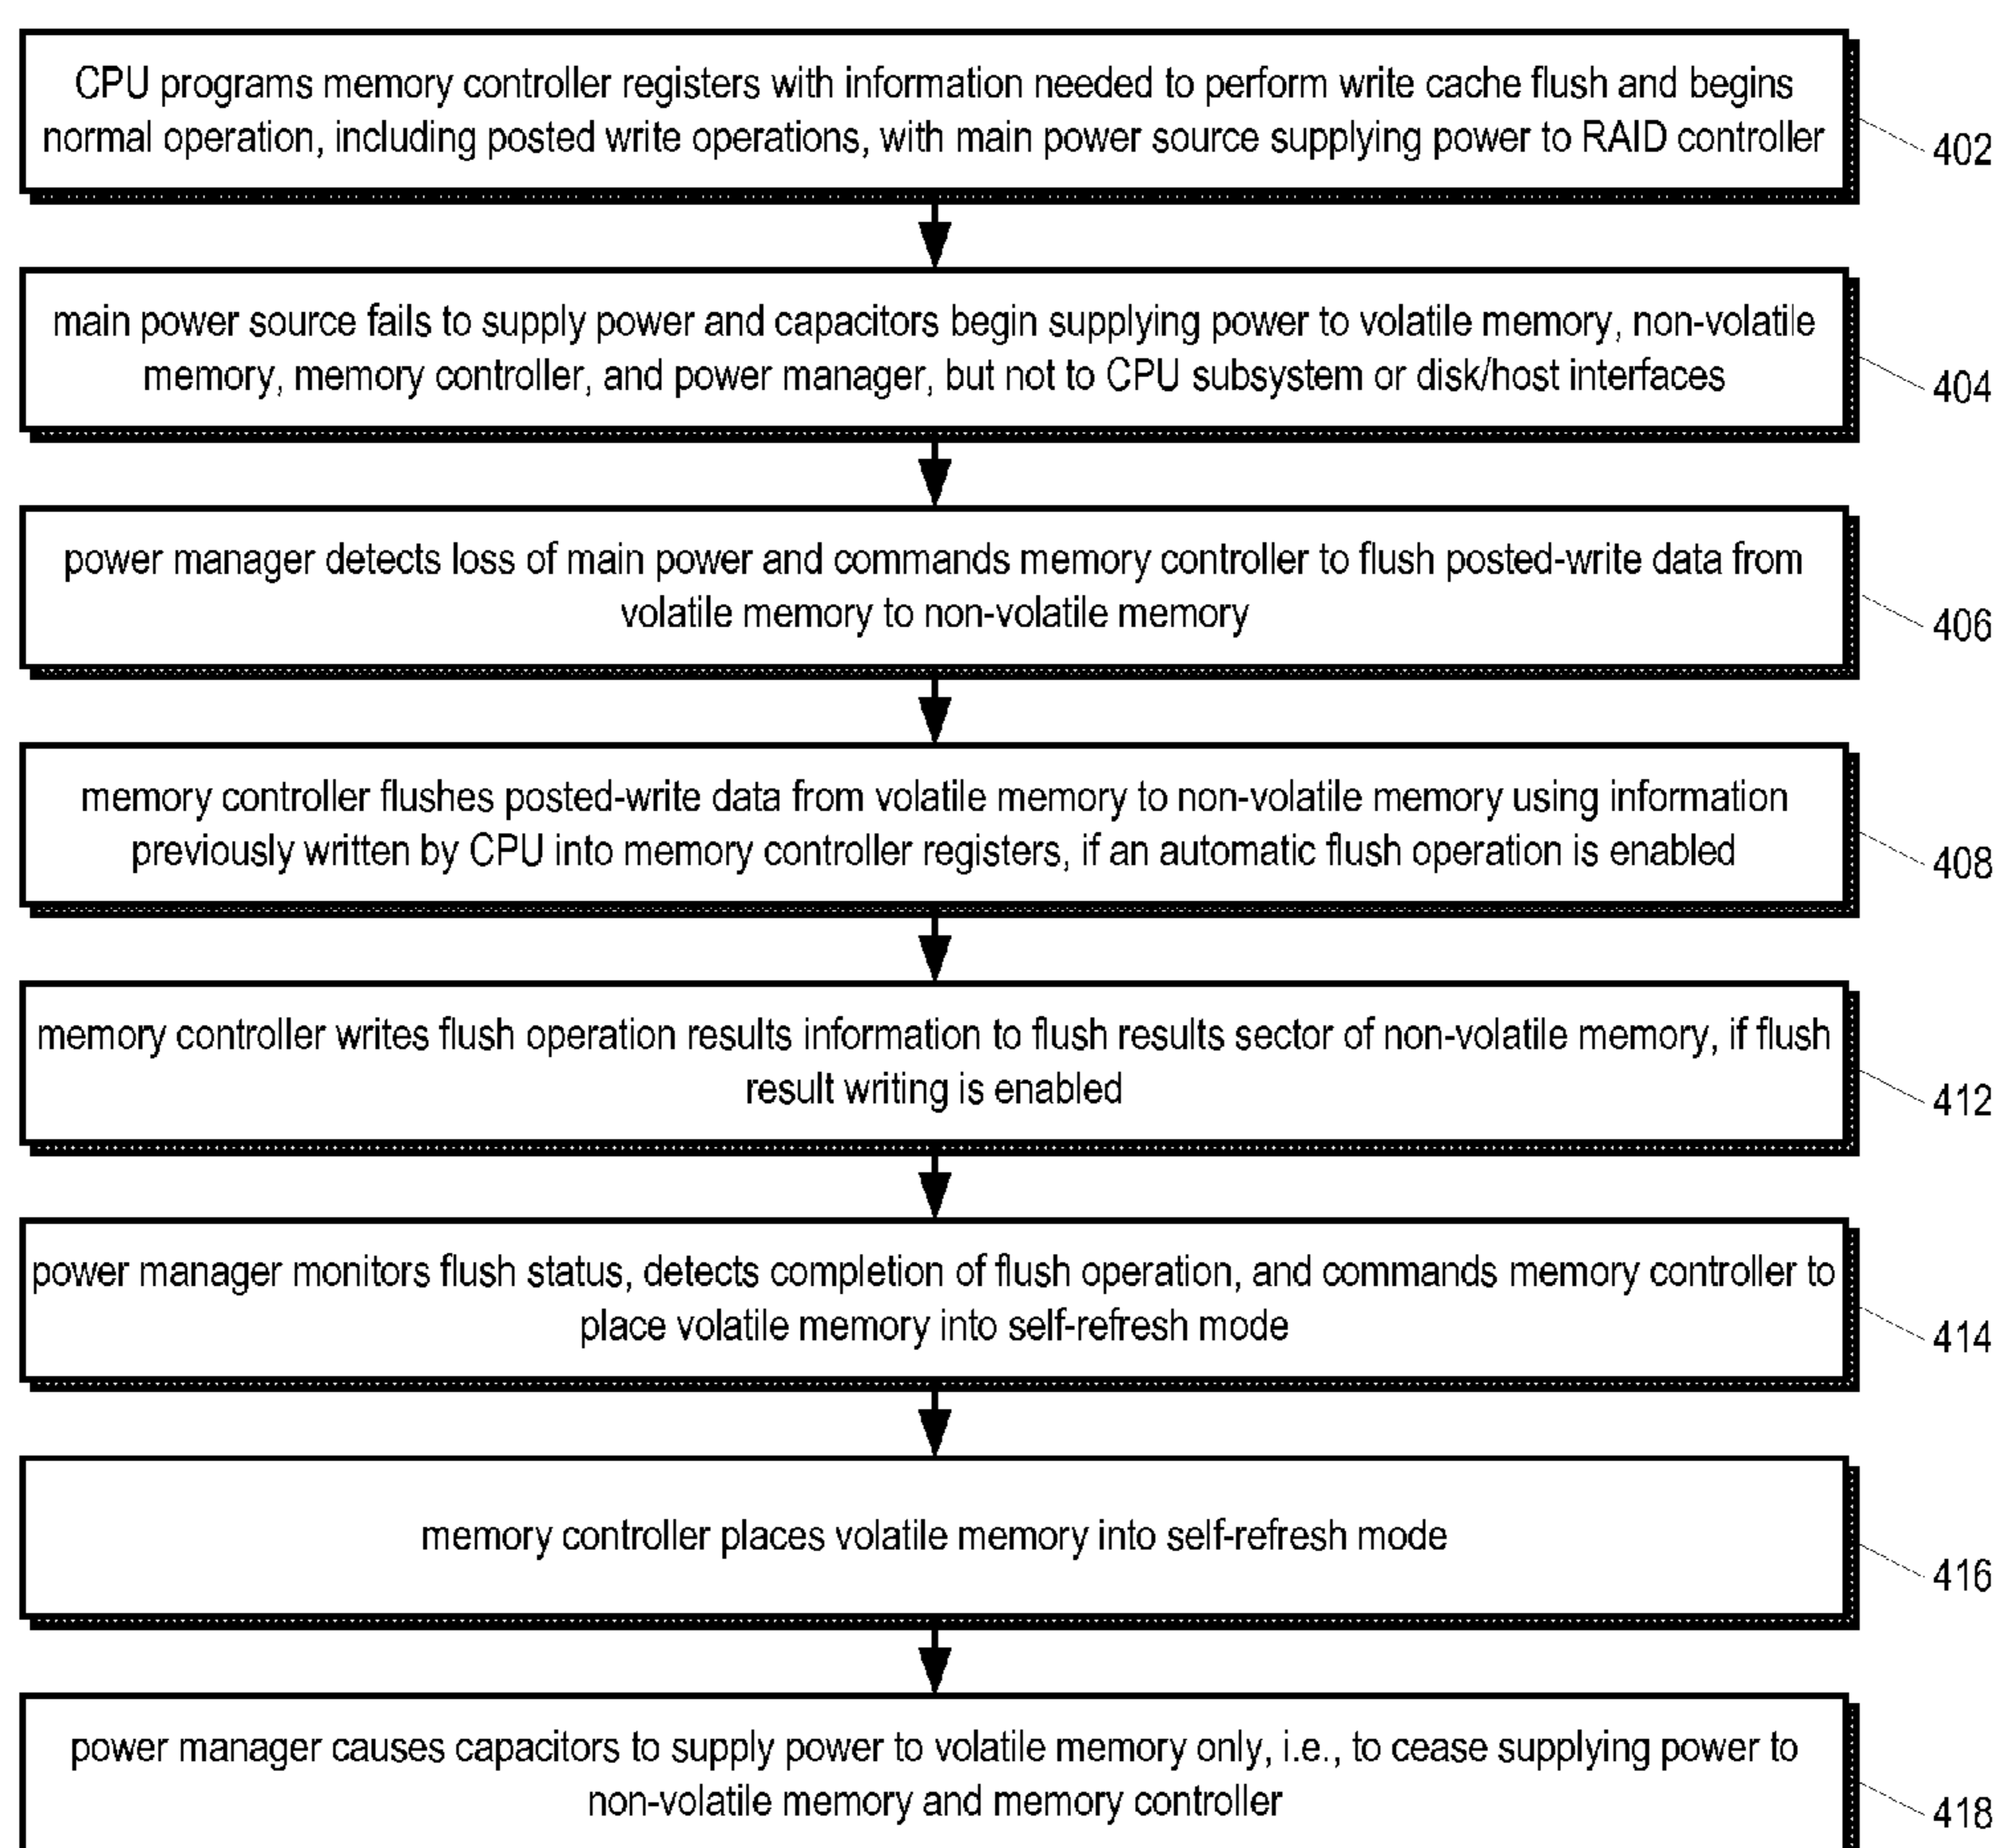 CPU programs memory controller registers with information needed to perform write cache flush and begins
normal operation, including posted write operations, with main power source supplying power to RAID controller
402
main power source fails to supply power and capacitors begin supplying power to volatile memory, non-volatile
memory, memory controller, and power manager, but not to CPU subsystem or disk/host interfaces
404
power manager detects loss of main power and commands memory controller to flush posted-write data from
volatile memory to non-volatile memory
406
memory controller flushes posted-write data from volatile memory to non-volatile memory using information
previously written by CPU into memory controller registers, if an automatic flush operation is enabled
408
memory controller writes flush operation results information to flush results sector of non-volatile memory, if flush
result writing is enabled
412
power manager monitors flush status, detects completion of flush operation, and commands memory controller to
place volatile memory into self-refresh mode
414
memory controller places volatile memory into self-refresh mode
416
power manager causes capacitors to supply power to volatile memory only, i.e., to cease supplying power to
non-volatile memory and memory controller
418